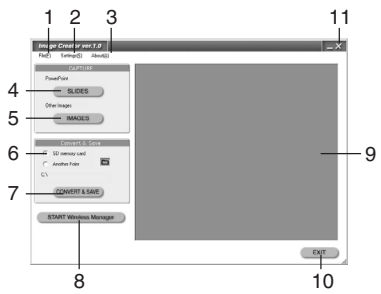 1 2 3 11
Image Creator ver.1.0
File(F) Settings(S) About(A)
CAPTURE
PowerPoint
4 SLIDES
Other Images
5 IMAGES
Convert & Save
6 SD memory card
9
Another Folder
C:\
7 CONVERT & SAVE
START Wireless Manager
EXIT
8 10